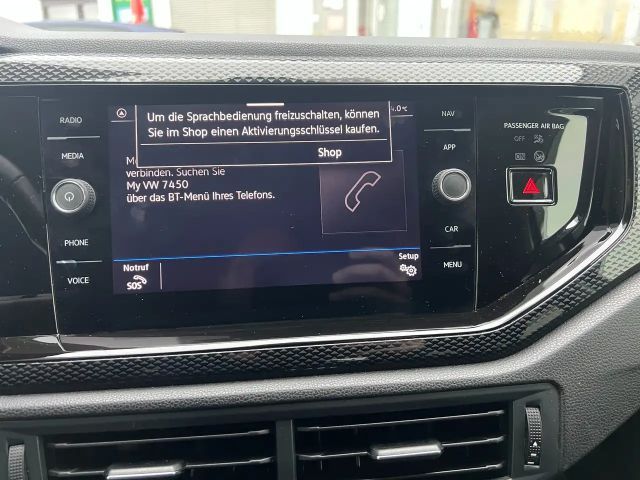 RADIO
MEDIA
PHONE
VOICE
Um die Sprachbedienung freizuschalten, können
Sie im Shop einen Aktivierungsschlüssel kaufen.
Shop
verbinden. Suchen Sie
My VW 7450
über das BT-Menü Ihres Telefons.
Notruf
SOS
Setup
NAV
APP
CAR
MENU
PASSENGER AIR BAG
OFF